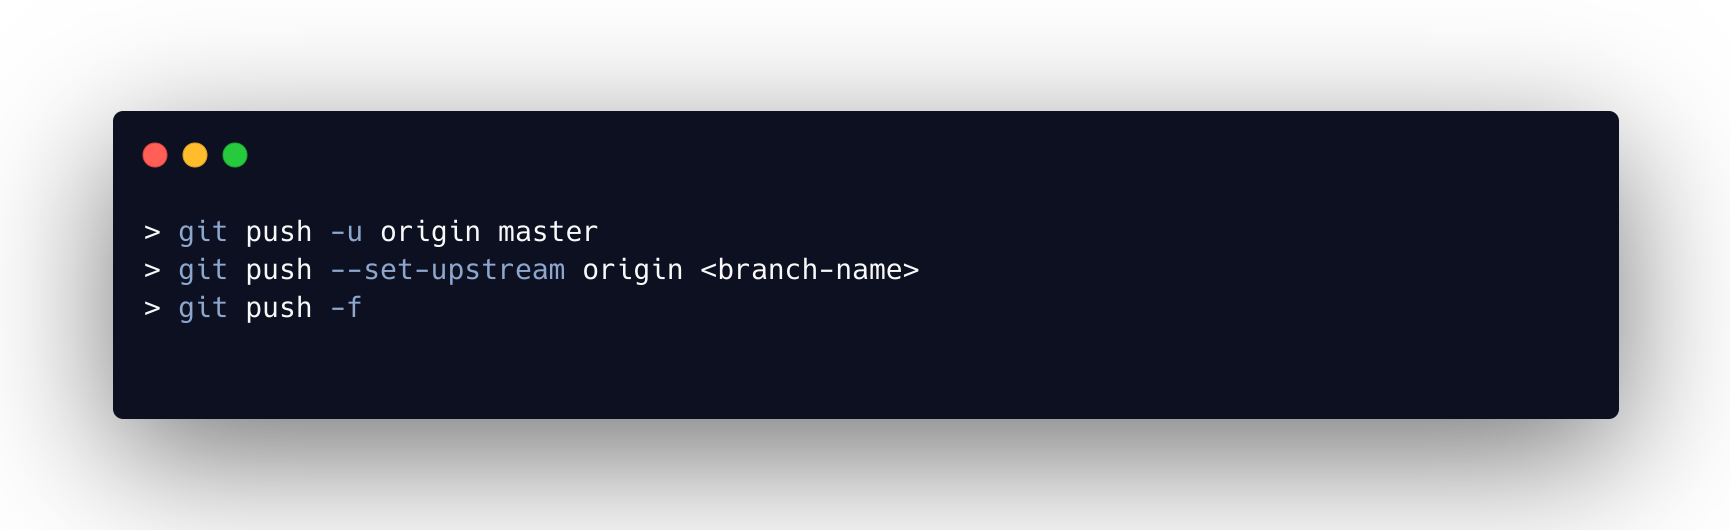 > git push -u origin master
> git push --set-upstream origin <branch-name>
> git push -f